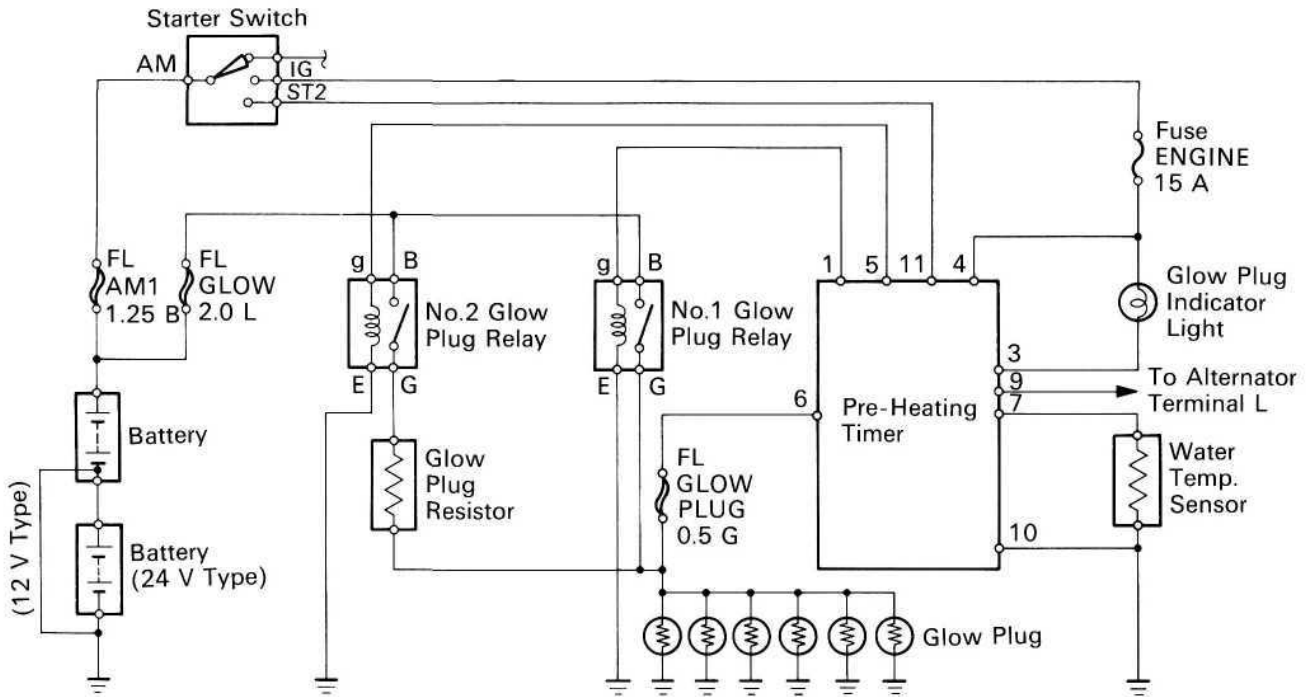 Starter Switch
AM
IG
ST2
Fuse
ENGINE
15 A
FL
AM1
1.25 B
FL
GLOW
2.0 L
g
B
No.2 Glow
Plug Relay
E
G
g
B
No.1 Glow
Plug Relay
E
G
1
5
11
4
Glow Plug
Indicator
Light
3
9
To Alternator
Terminal L
7
6
Pre-Heating
Timer
Water
Temp.
Sensor
10
Battery
Glow
Plug
Resistor
FL
GLOW
PLUG
0.5 G
Battery
(24 V Type)
(12 V Type)
Glow Plug